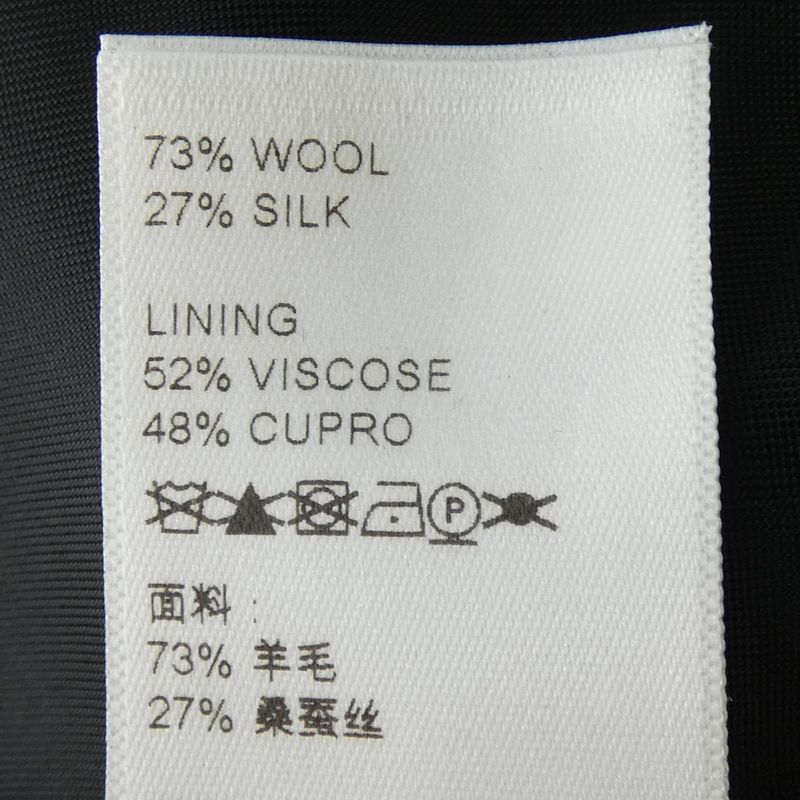 73% WOOL
27% SILK
LINING
52% VISCOSE
48% CUPRO
P
面料:
73% 羊毛
27% 桑蚕丝